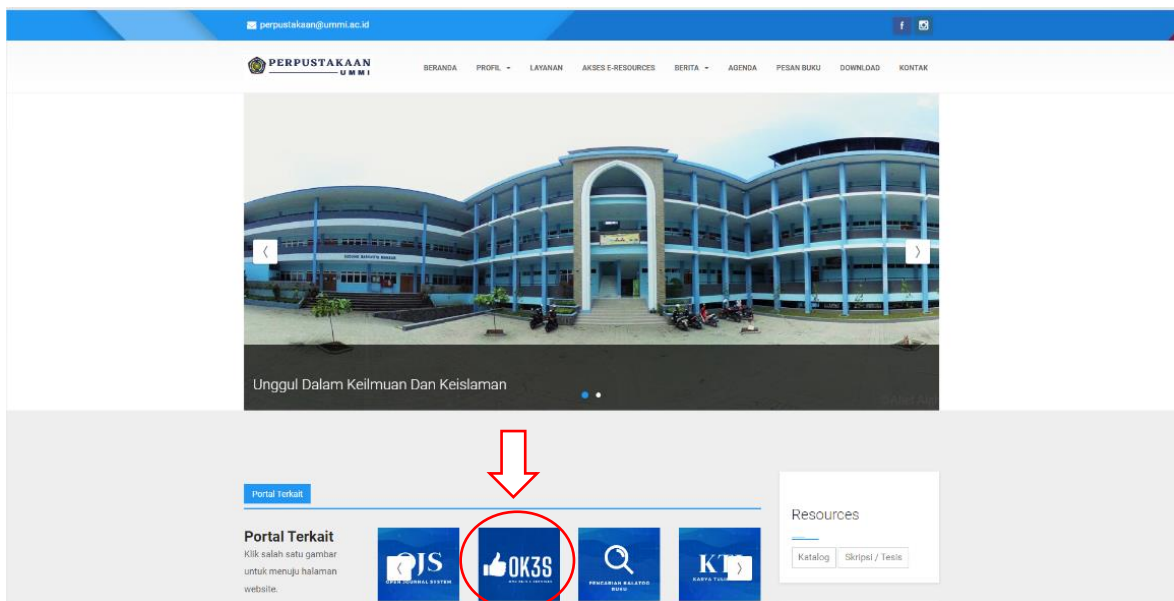 perpustakaan@ummi.ac.id
PERPUSTAKAAN
UMMI
BERANDA PROFIL LAYANAN AKSES E-RESOURCES BERITA AGENDA PESAN BUKU DOWNLOAD KONTAK
Unggul Dalam Keilmuan Dan Keislaman
Portal Terkait
Portal Terkait
Klik salah satu gambar
untuk menuju halaman
website.
OJS
OPEN JOURNAL SYSTEM
OK3S
PENCARIAN KATALOG
BUKU
KTI
Resources
Katalog Skripsi / Tesis